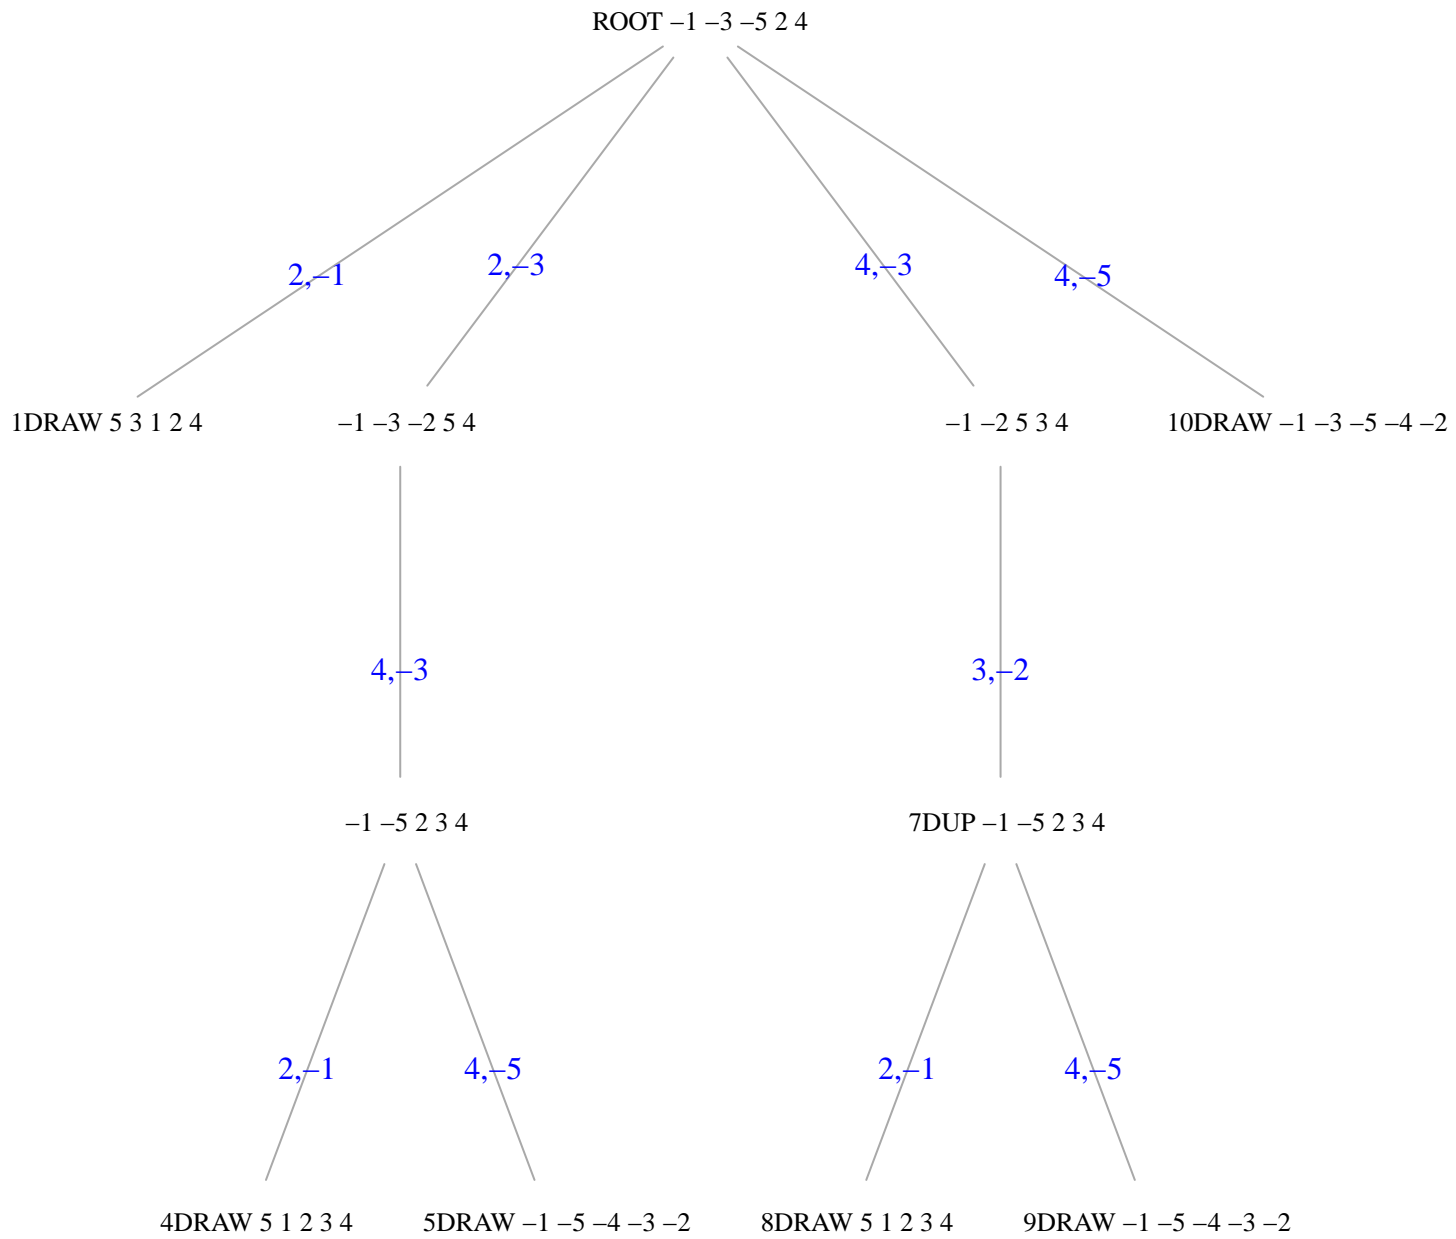 ROOT –1 –3 –5 2 4
2,–1
2,–3
4,–3
4,–5
1DRAW 5 3 1 2 4
–1 –3 –2 5 4
–1 –2 5 3 4
10DRAW –1 –3 –5 –4 –2
4,–3
3,–2
–1 –5 2 3 4
7DUP –1 –5 2 3 4
2,–1
4,–5
2,–1
4,–5
4DRAW 5 1 2 3 4
5DRAW –1 –5 –4 –3 –2
8DRAW 5 1 2 3 4
9DRAW –1 –5 –4 –3 –2